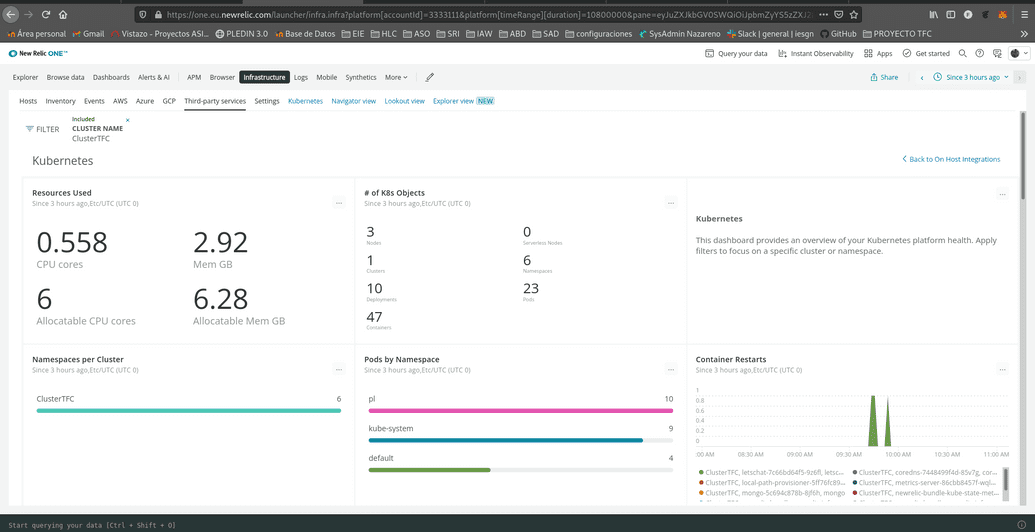 https://one.eu.newrelic.com/launcher/infra.infra?platform[accountId]=3333111&platform[timeRange][duration]=10800000&pane=eyJuZXJkbGV0SWQiOiJpbmZyYS5zZXJ2
Área personal Gmail Vistazo - Proyectos ASI... PLEDIN 3.0 Base de Datos EIE HLC ASO SRI IAW ABD SAD configuraciones SysAdmin Nazareno Slack | general | iesgn GitHub PROYECTO TFC
New Relic ONE™ Query your data Instant Observability Apps Get started
Explorer Browse data Dashboards Alerts & AI APM Browser Infrastructure Logs Mobile Synthetics More Share Since 3 hours ago
Hosts Inventory Events AWS Azure GCP Third-party services Settings Kubernetes Navigator view Lookout view Explorer view NEW
Included
FILTER CLUSTER NAME
ClusterTFC
Kubernetes
Back to On Host Integrations
Resources Used
Since 3 hours ago,Etc/UTC (UTC 0)
0.558 2.92
CPU cores Mem GB
6 6.28
Allocatable CPU cores Allocatable Mem GB
# of K8s Objects
Since 3 hours ago,Etc/UTC (UTC 0)
3 0
Nodes Serverless Nodes
1 6
Clusters Namespaces
10 23
Deployments Pods
47
Containers
Kubernetes
This dashboard provides an overview of your Kubernetes platform health. Apply
filters to focus on a specific cluster or namespace.
Namespaces per Cluster
Since 3 hours ago,Etc/UTC (UTC 0)
ClusterTFC 6
Pods by Namespace
Since 3 hours ago,Etc/UTC (UTC 0)
pl 10
kube-system 9
default 4
Container Restarts
Since 3 hours ago,Etc/UTC (UTC 0)
1
0.8
0.6
0.4
0.2
0
:00 AM 08:30 AM 09:00 AM 09:30 AM 10:00 AM 10:30 AM 11:00 AM
ClusterTFC, letschat-7c66bd64f5-9z6fl, letsc... ClusterTFC, coredns-7448499f4d-85v7g, cor...
ClusterTFC, local-path-provisioner-5ff76fc89... ClusterTFC, metrics-server-86cbb8457f-wql...
ClusterTFC, mongo-5c694c878b-8jf6h, mongo ClusterTFC, newrelic-bundle-kube-state-met...
Start querying your data [Ctrl + Shift + O]